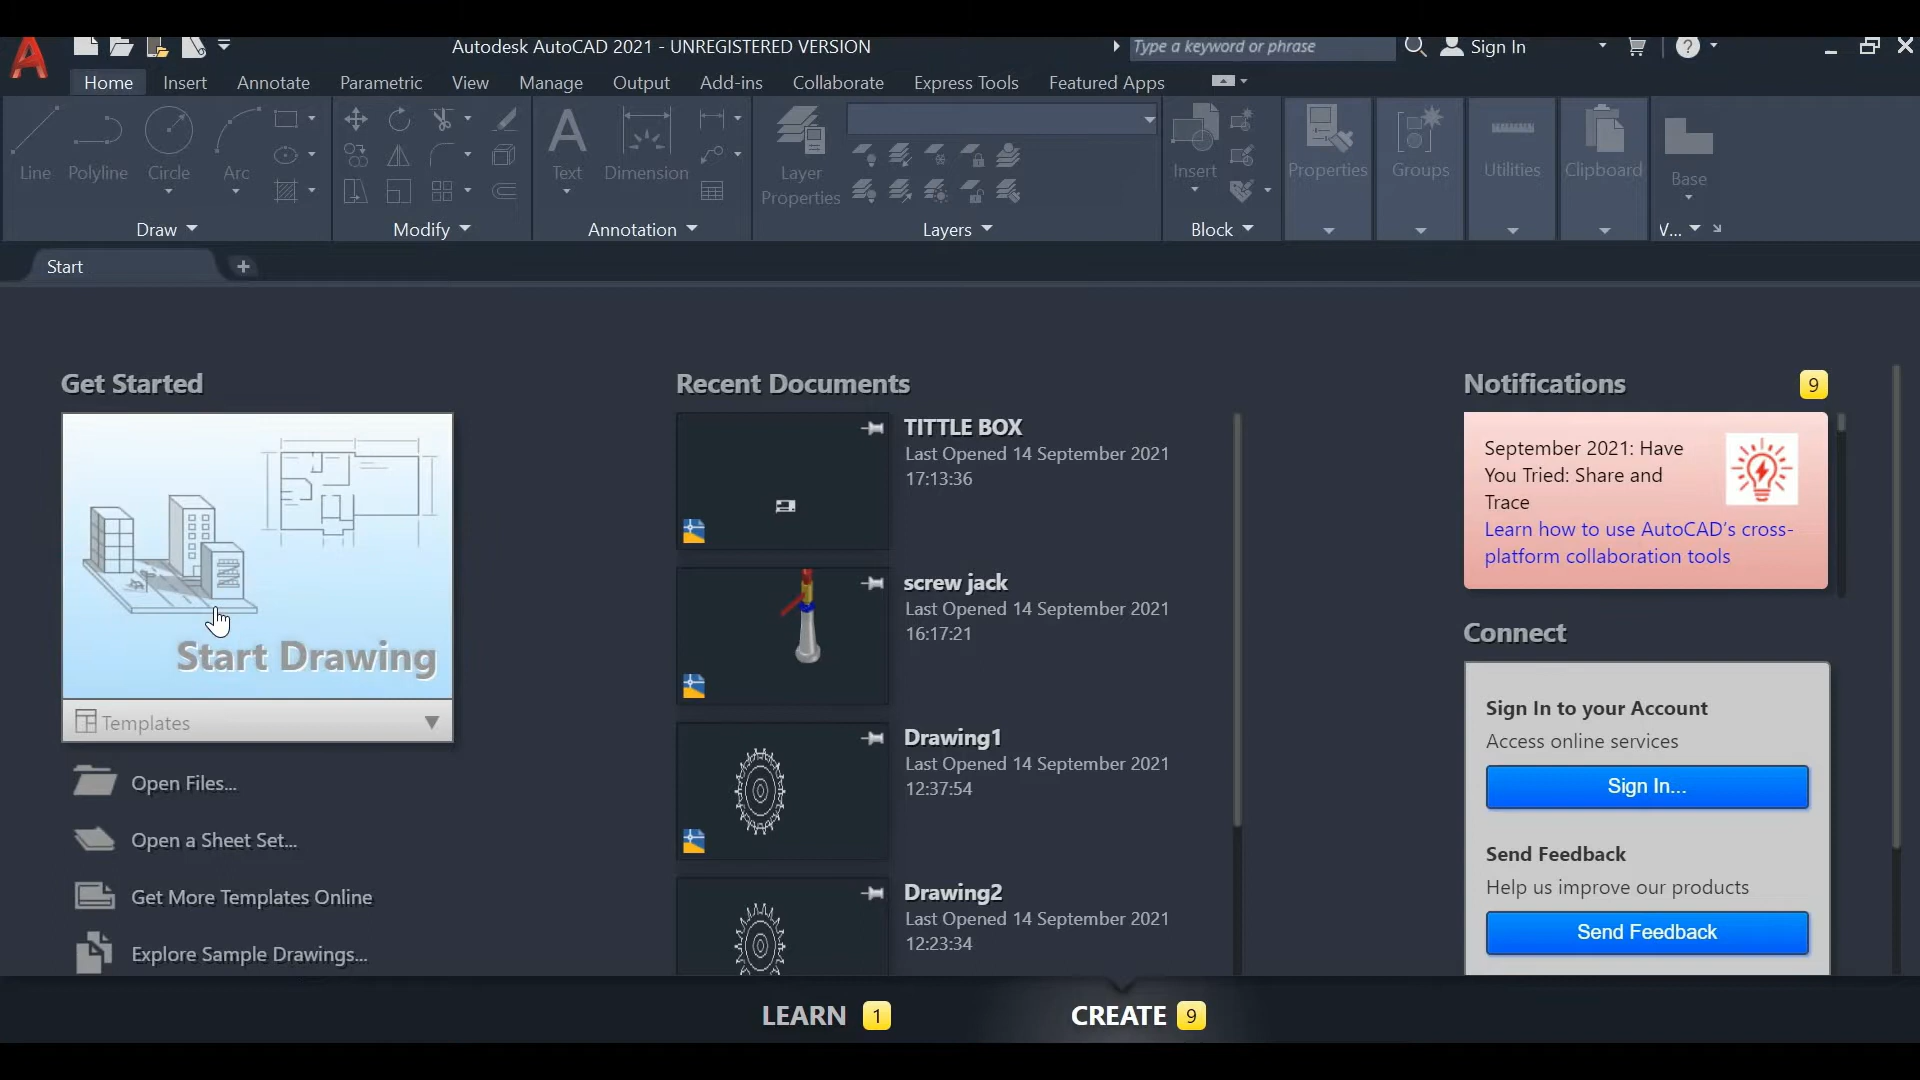 Autodesk AutoCAD 2021 - UNREGISTERED VERSION
Type a keyword or phrase
Sign In
Home Insert Annotate Parametric View Manage Output Add-ins Collaborate Express Tools Featured Apps
Line Polyline Circle Arc
Text Dimension
Layer
Properties
Insert
Properties Groups Utilities Clipboard
Base
Draw Modify Annotation Layers Block V...
Start
Get Started
Start Drawing
Templates
Open Files...
Open a Sheet Set...
Get More Templates Online
Explore Sample Drawings...
Recent Documents
TITTLE BOX
Last Opened 14 September 2021
17:13:36
screw jack
Last Opened 14 September 2021
16:17:21
Drawing1
Last Opened 14 September 2021
12:37:54
Drawing2
Last Opened 14 September 2021
12:23:34
Notifications 9
September 2021: Have
You Tried: Share and
Trace
Learn how to use AutoCAD's cross-
platform collaboration tools
Connect
Sign In to your Account
Access online services
Sign In...
Send Feedback
Help us improve our products
Send Feedback
LEARN 1
CREATE 9